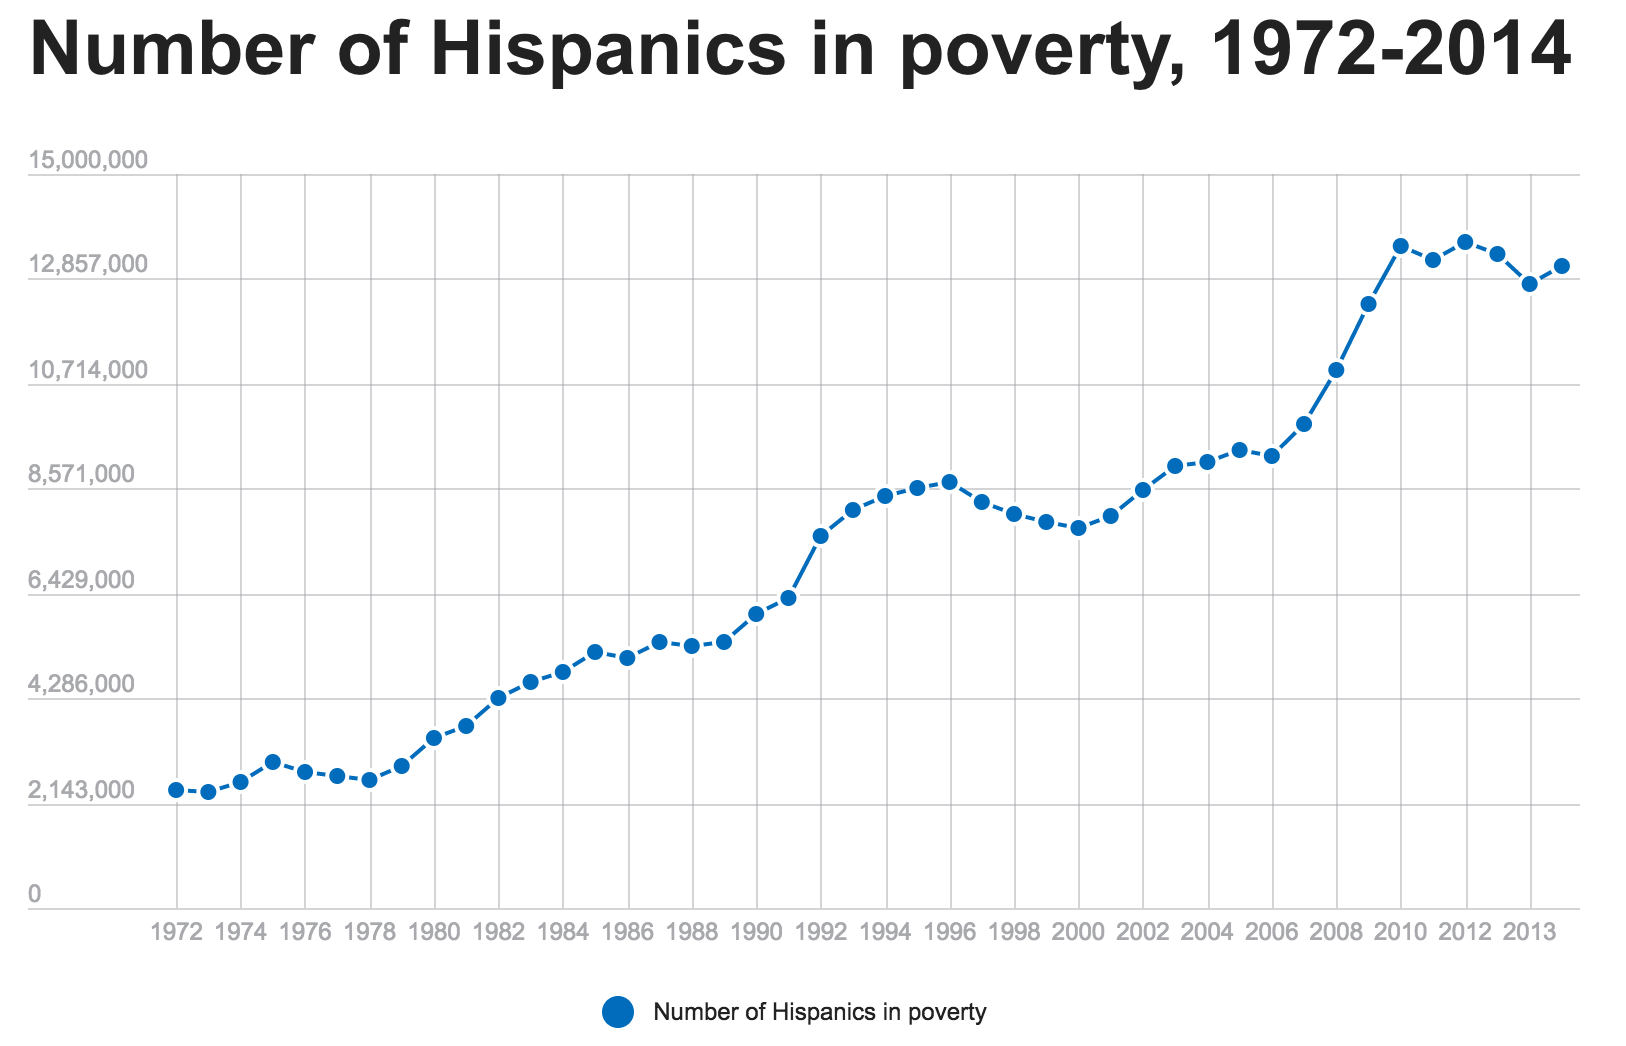 Number of Hispanics in poverty, 1972-2014
15,000,000
12,857,000
10,714,000
8,571,000
6,429,000
4,286,000
2,143,000
0
1972 1974 1976 1978 1980 1982 1984 1986 1988 1990 1992 1994 1996 1998 2000 2002 2004 2006 2008 2010 2012 2013
Number of Hispanics in poverty